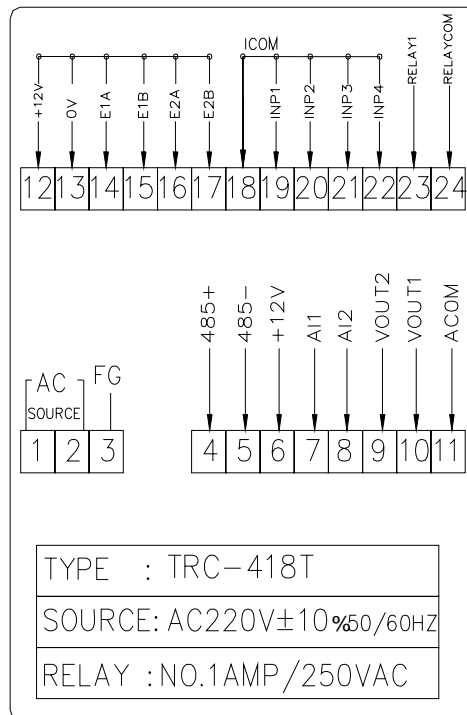 ICOM
+12V 0V E1A E1B E2A E2B INP1 INP2 INP3 INP4 RELAY1 RELAYCOM
12 13 14 15 16 17 18 19 20 21 22 23 24
485+ 485- +12V AI1 AI2 VOUT2 VOUT1 ACOM
AC FG
SOURCE
1 2 3 4 5 6 7 8 9 10 11
TYPE : TRC-418T
SOURCE: AC220V±10%50/60HZ
RELAY :NO.1AMP/250VAC